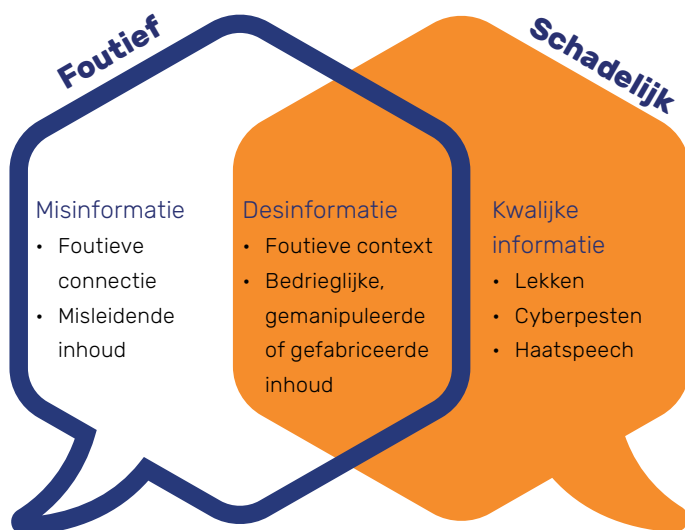 Foutief
Schadelijk
Misinformatie
• Foutieve
connectie
• Misleidende
inhoud
Desinformatie
• Foutieve context
• Bedrieglijke,
gemanipuleerde
of gefabriceerde
inhoud
Kwalijke
informatie
• Lekken
• Cyberpesten
• Haatspeech